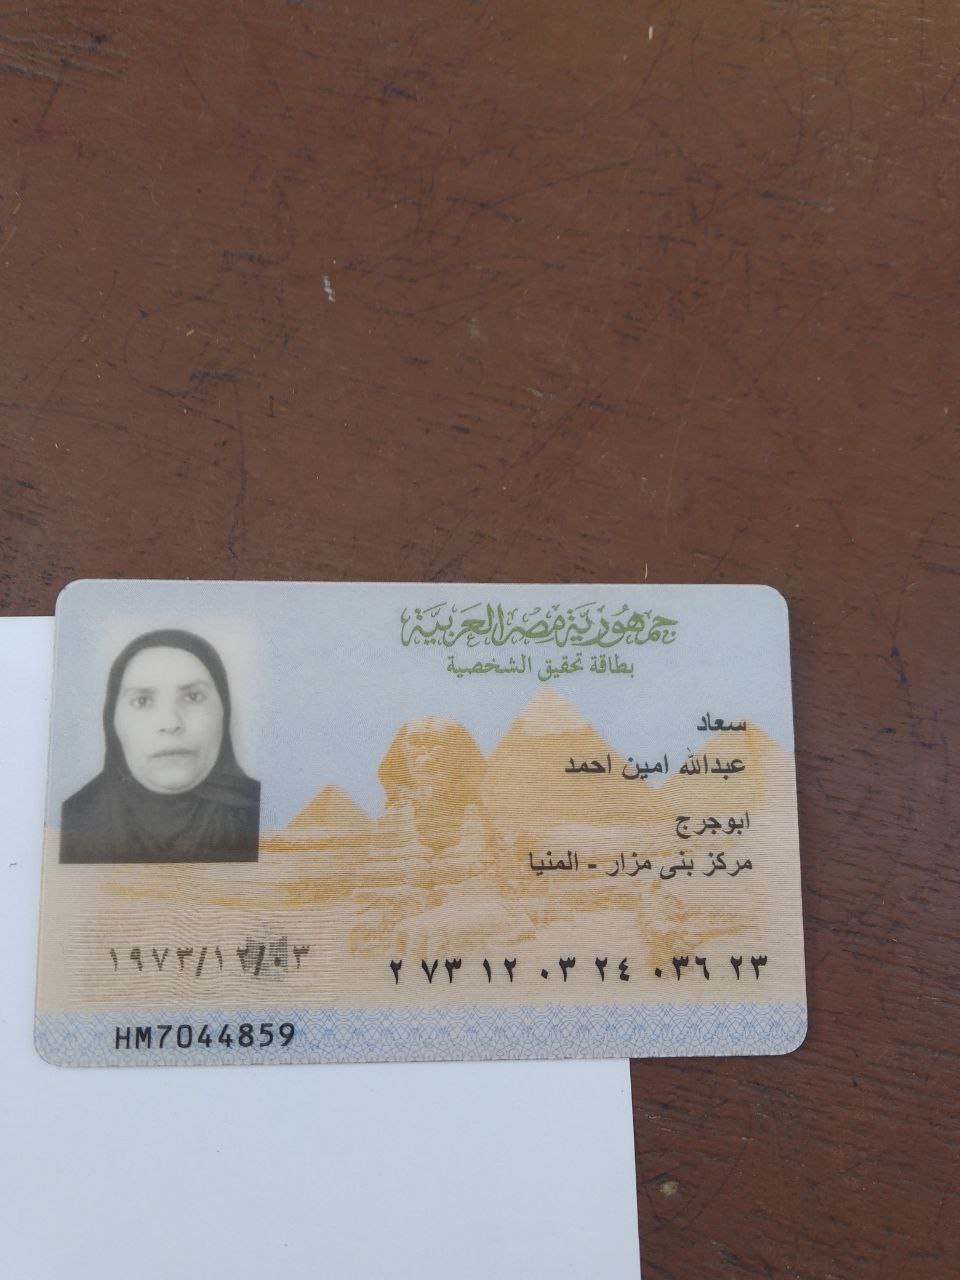 جمهورية مصر العربية
بطاقة تحقيق الشخصية
سعاد
عبدالله امين احمد
ابوجرج
مركز بنى مزار - المنيا
١٩٧٣/١٢/٠٣
٢ ٧٣ ١٢ ٠٣ ٢٤ ٠٣٦ ٢٣
HM7044859